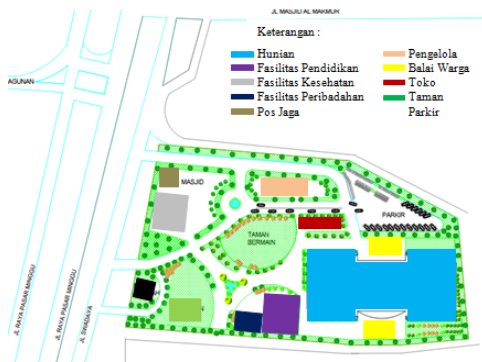 JL MASJID AL MAKMUR
Keterangan :
Hunian
Fasilitas Pendidikan
Fasilitas Kesehatan
Fasilitas Peribadahan
Pos Jaga
Pengelola
Balai Warga
Toko
Taman
Parkir
AGUNAN
MASJID
PARKIR
TAMAN
BERMAIN
JL RAYA PASAR MINGGU
JL RAYA PASAR MINGGU
JL SWADAYA